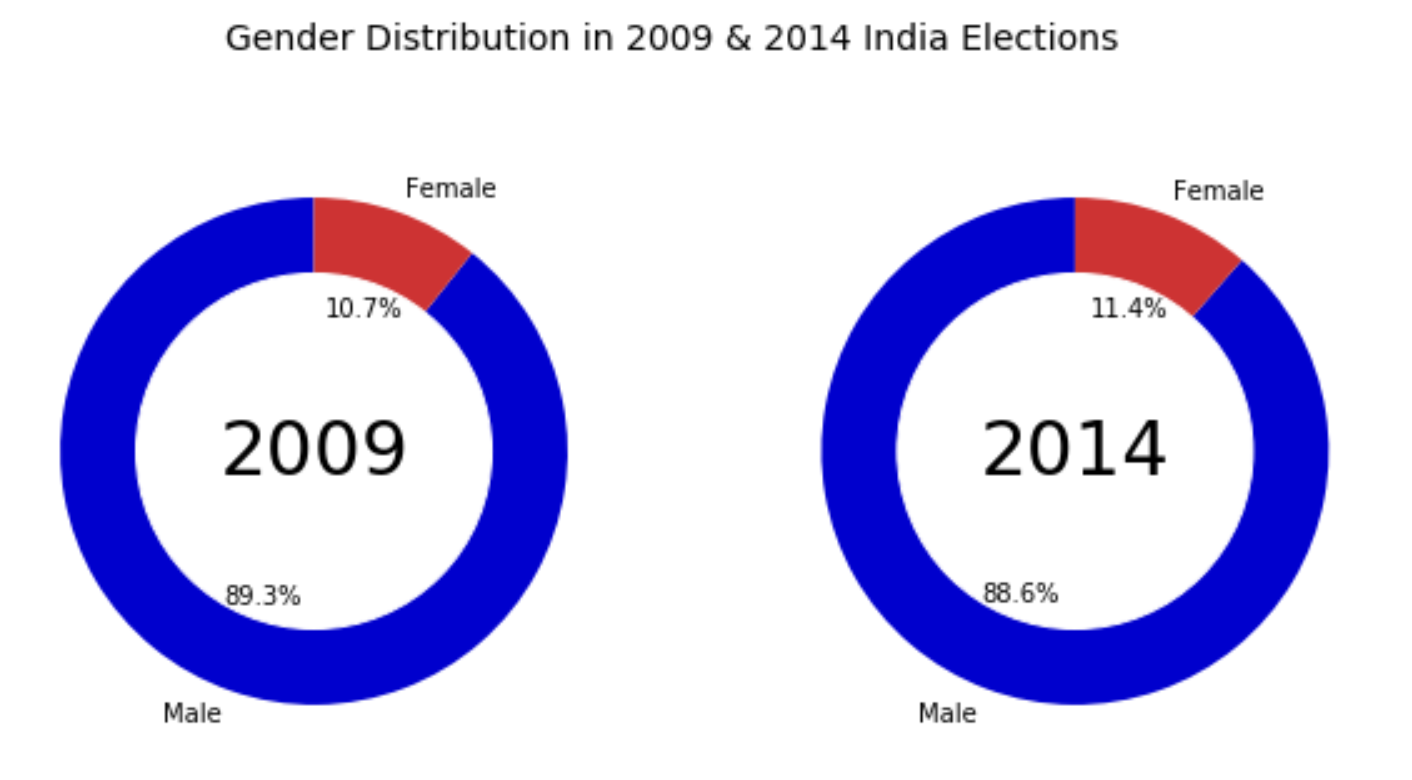 Gender Distribution in 2009 & 2014 India Elections
Female
10.7%
2009
89.3%
Male
Female
11.4%
2014
88.6%
Male